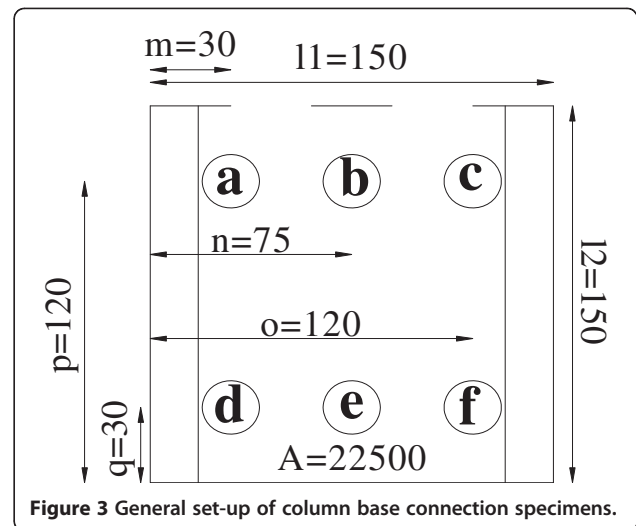 m=30
l1=150
a b c
n=75
l2=150
p=120
o=120
d e f
q=30
A=22500
Figure 3 General set-up of column base connection specimens.